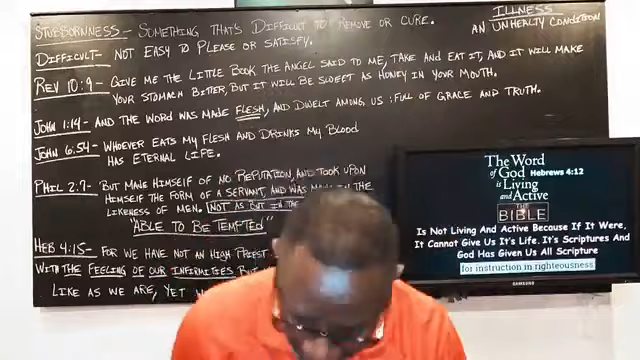 STUBBORNNESS- SOMETHING THAT'S DIFFICULT TO REMOVE OR CURE.
ILLNESS
AN UNHEALTY CONDITION
DIFFICULT- NOT EASY TO PLEASE OR SATISFY.
REV 10:9- GIVE ME THE LITTLE BOOK THE ANGEL SAID TO ME, TAKE AND EAT IT, AND IT WILL MAKE
YOUR STOMACH BITTER, BUT IT WILL BE SWEET AS HONEY IN YOUR MOUTH.
JOHN 1:14- AND THE WORD WAS MADE FLESH, AND DWELT AMONG US: FULL OF GRACE AND TRUTH.
JOHN 6:54- WHOEVER EATS MY FLESH AND DRINKS MY BLOOD
HAS ETERNAL LIFE.
PHIL 2:7- BUT MADE HIMSELF OF NO REPUTATION, AND TOOK UPON
HIMSELF THE FORM OF A SERVANT, AND WAS MADE IN THE
LIKENESS OF MEN. NOT AS BUT IN THE
"ABLE TO BE TEMPTED"
HEB 4:15- FOR WE HAVE NOT AN HIGH PRIEST
WITH THE FEELING OF OUR INFIRMITIES BUT
LIKE AS WE ARE, YET
The Word
of God Hebrews 4:12
is Living
and Active
THE
BIBLE
Is Not Living And Active Because If It Were,
It Cannot Give Us It's Life. It's Scriptures And
God Has Given Us All Scripture
for instruction in righteousness
SAMSUNG